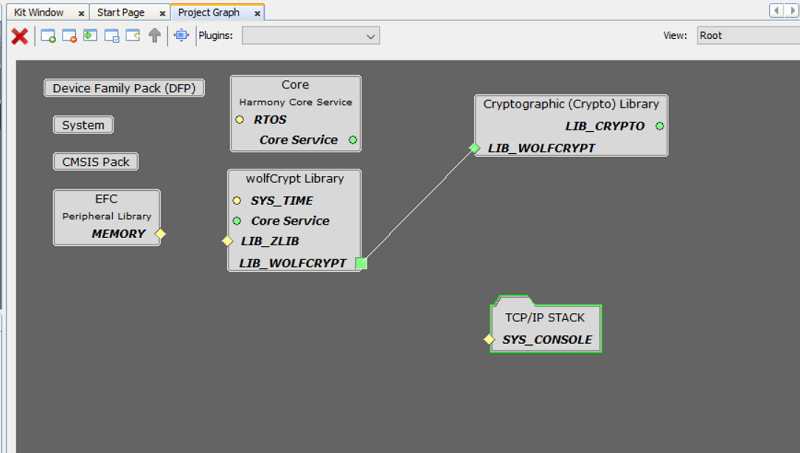 Kit Window
Start Page
Project Graph
Plugins:
View:
Root
Device Family Pack (DFP)
System
CMSIS Pack
EFC
Peripheral Library
MEMORY
Core
Harmony Core Service
RTOS
Core Service
wolfCrypt Library
SYS_TIME
Core Service
LIB_ZLIB
LIB_WOLFCRYPT
Cryptographic (Crypto) Library
LIB_CRYPTO
LIB_WOLFCRYPT
TCP/IP STACK
SYS_CONSOLE